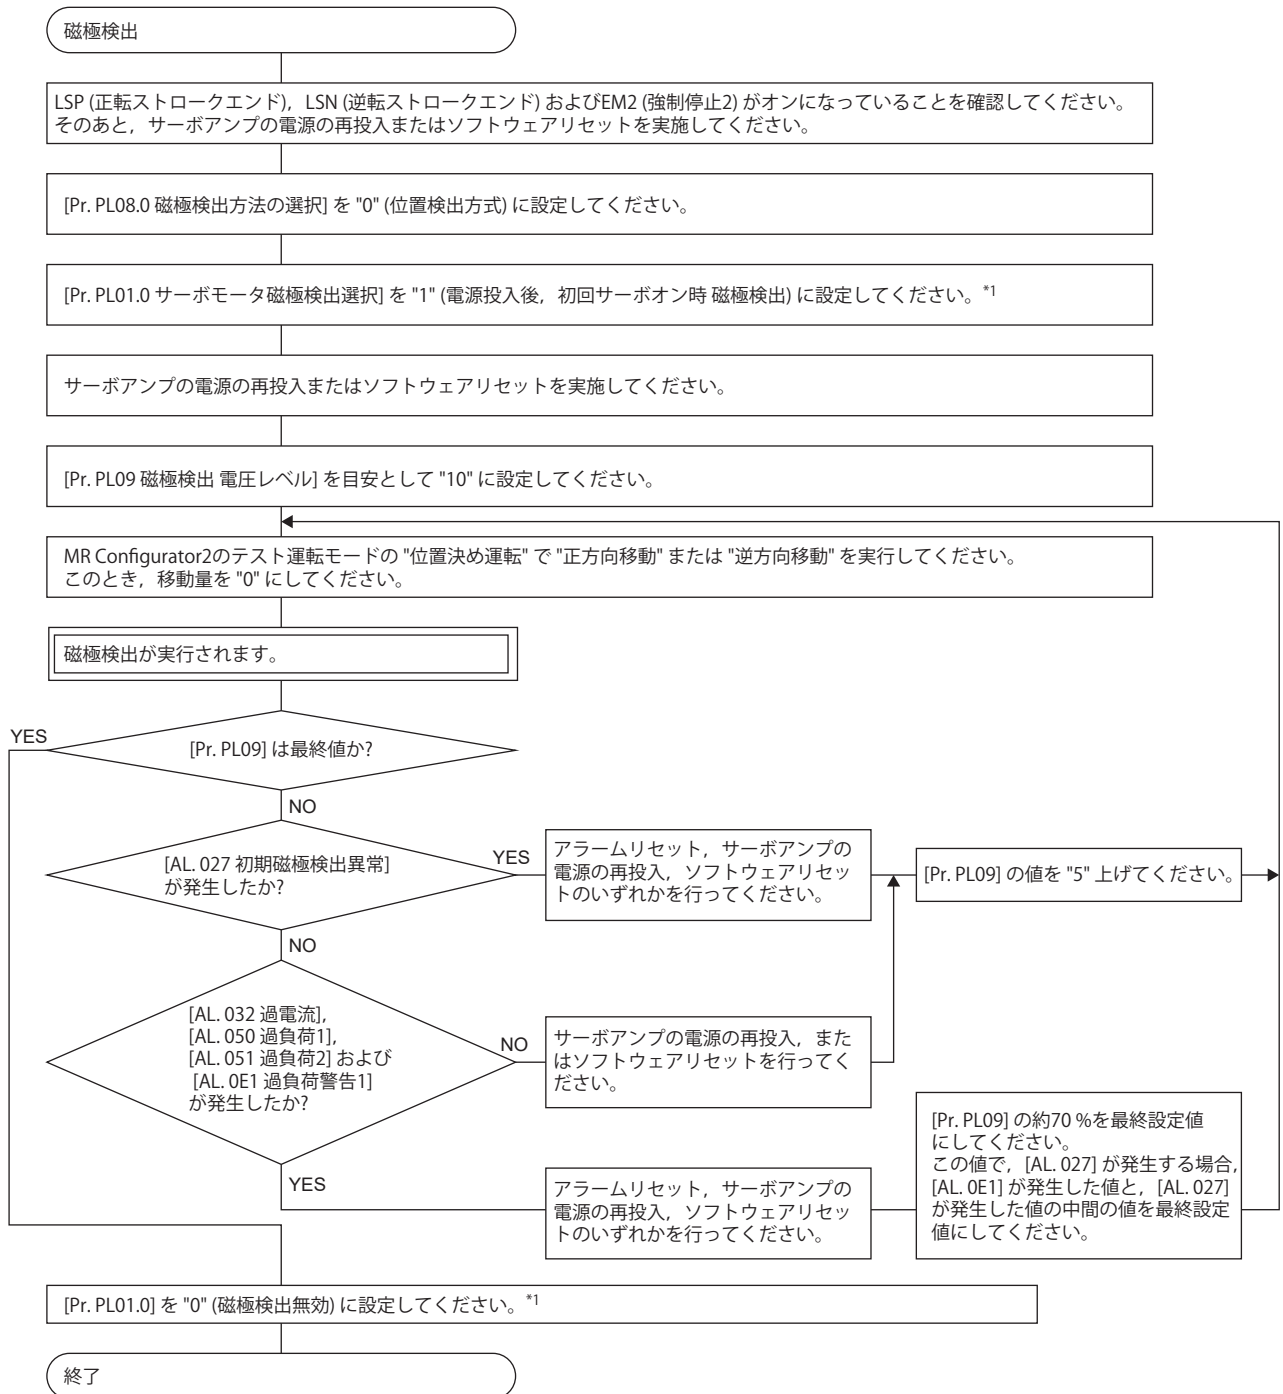 磁極検出
LSP (正転ストロークエンド)，LSN (逆転ストロークエンド) およびEM2 (強制停止2) がオンになっていることを確認してください。
そのあと，サーボアンプの電源の再投入またはソフトウェアリセットを実施してください。
[Pr. PL08.0 磁極検出方法の選択] を "0" (位置検出方式) に設定してください。
[Pr. PL01.0 サーボモータ磁極検出選択] を "1" (電源投入後，初回サーボオン時 磁極検出) に設定してください。*1
サーボアンプの電源の再投入またはソフトウェアリセットを実施してください。
[Pr. PL09 磁極検出 電圧レベル] を目安として "10" に設定してください。
MR Configurator2のテスト運転モードの "位置決め運転" で "正方向移動" または "逆方向移動" を実行してください。
このとき，移動量を "0" にしてください。
磁極検出が実行されます。
YES
[Pr. PL09] は最終値か?
NO
[AL. 027 初期磁極検出異常]
が発生したか?
YES
アラームリセット，サーボアンプの
電源の再投入，ソフトウェアリセッ
トのいずれかを行ってください。
[Pr. PL09] の値を "5" 上げてください。
NO
[AL. 032 過電流],
[AL. 050 過負荷1],
[AL. 051 過負荷2] および
[AL. 0E1 過負荷警告1]
が発生したか?
NO
サーボアンプの電源の再投入，また
はソフトウェアリセットを行ってく
ださい。
YES
アラームリセット，サーボアンプの
電源の再投入，ソフトウェアリセッ
トのいずれかを行ってください。
[Pr. PL09] の約70 %を最終設定値
にしてください。
この値で，[AL. 027] が発生する場合，
[AL. 0E1] が発生した値と，[AL. 027]
が発生した値の中間の値を最終設定
値にしてください。
[Pr. PL01.0] を "0" (磁極検出無効) に設定してください。*1
終了